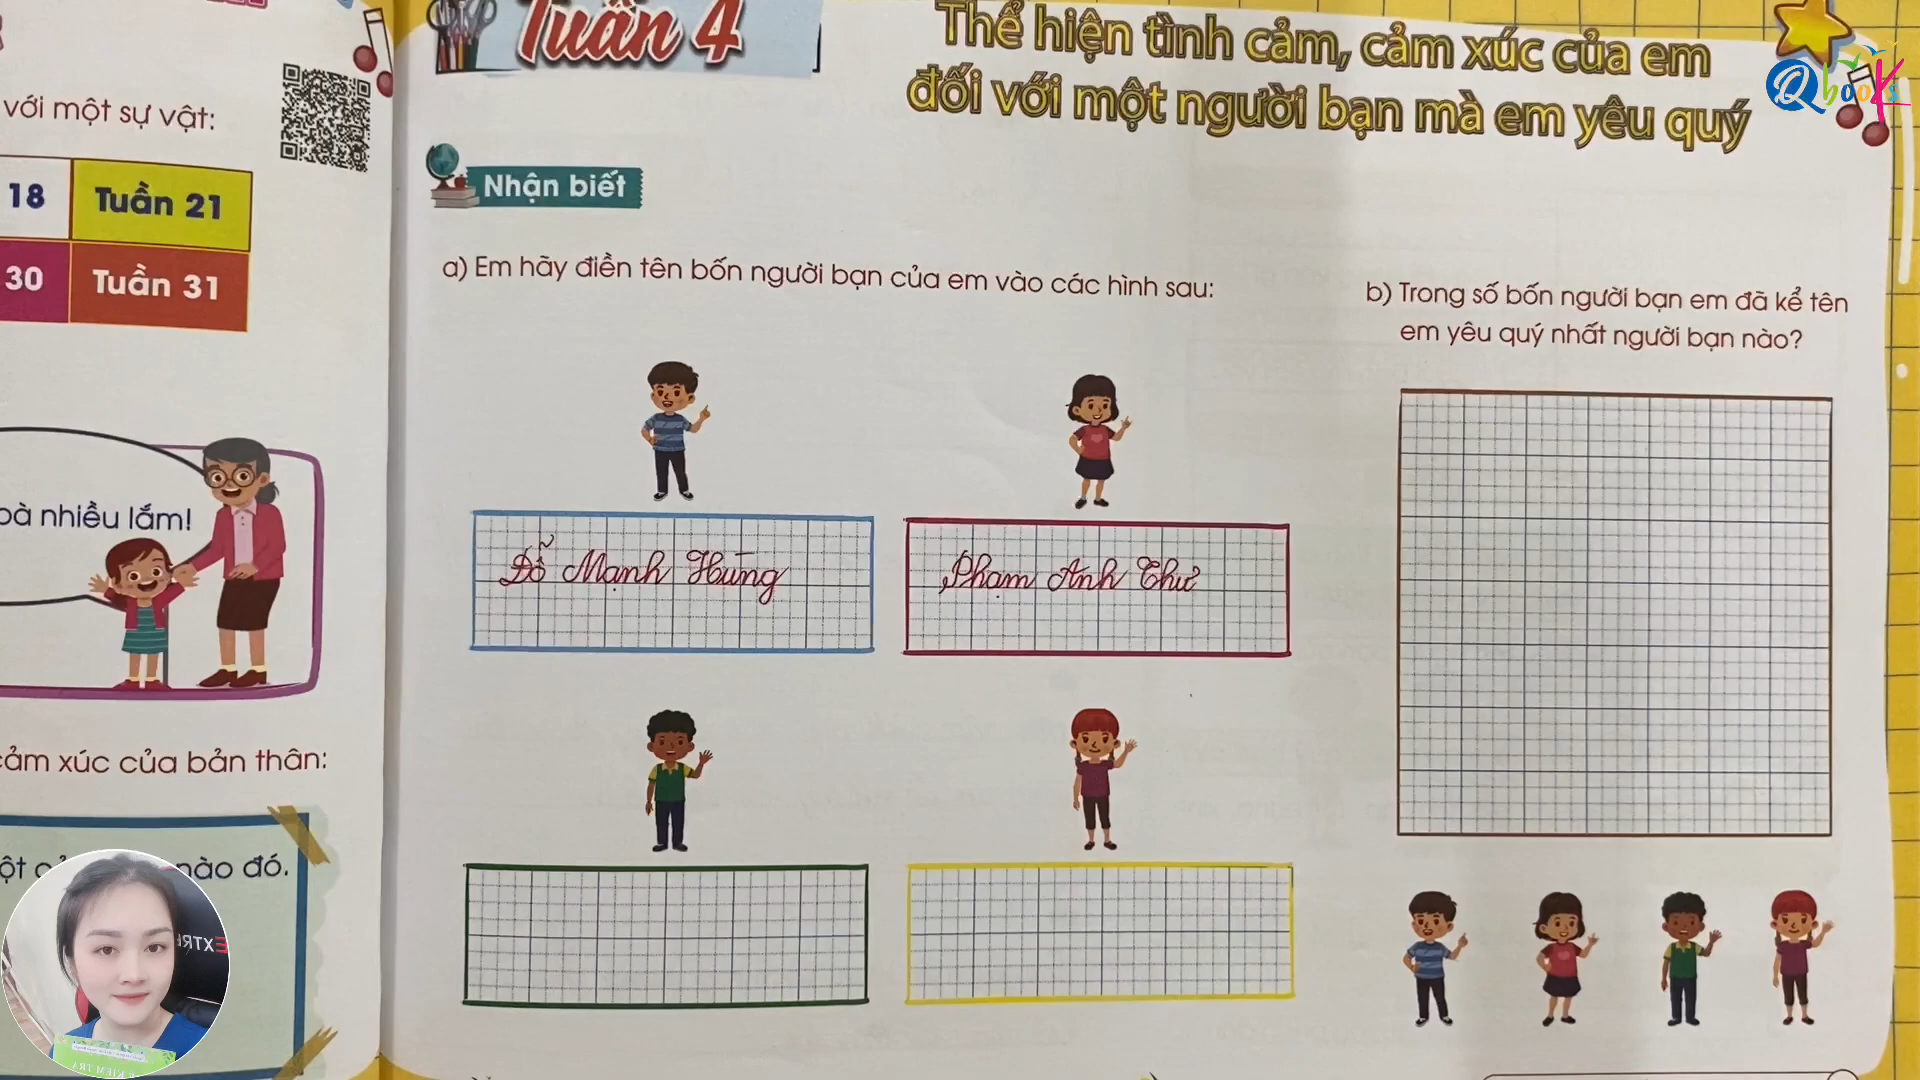 với một sự vật:
18 Tuần 21
30 Tuần 31
bà nhiều lắm!
cảm xúc của bản thân:
nào đó.
Tuần 4
Thể hiện tình cảm, cảm xúc của em
đối với một người bạn mà em yêu quý
Qbooks
Nhận biết
a) Em hãy điền tên bốn người bạn của em vào các hình sau:
Đỗ Mạnh Hùng
Phạm Anh Thư
b) Trong số bốn người bạn em đã kể tên
em yêu quý nhất người bạn nào?